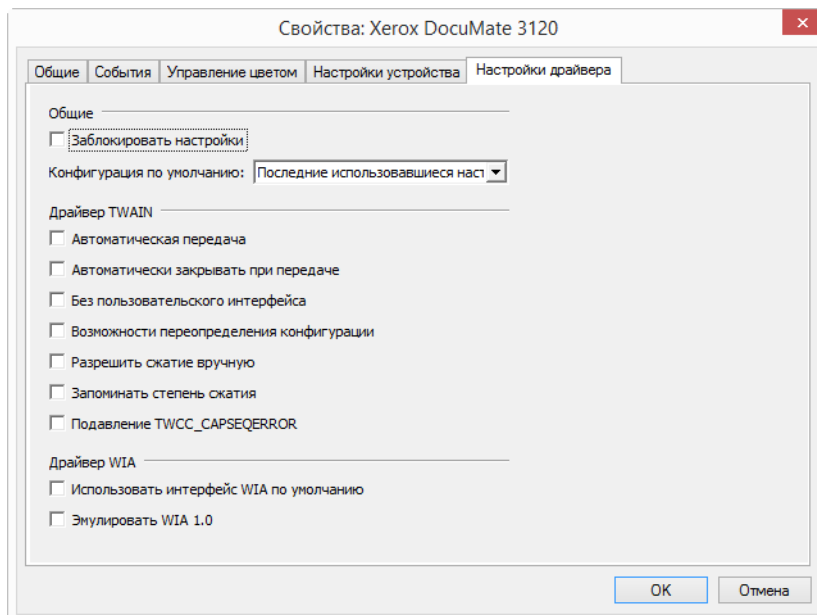 Свойства: Xerox DocuMate 3120
Общие События Управление цветом Настройки устройства Настройки драйвера
Общие
Заблокировать настройки
Конфигурация по умолчанию: Последние использовавшиеся наст
Драйвер TWAIN
Автоматическая передача
Автоматически закрывать при передаче
Без пользовательского интерфейса
Возможности переопределения конфигурации
Разрешить сжатие вручную
Запоминать степень сжатия
Подавление TWCC_CAPSEQERROR
Драйвер WIA
Использовать интерфейс WIA по умолчанию
Эмулировать WIA 1.0
OK Отмена